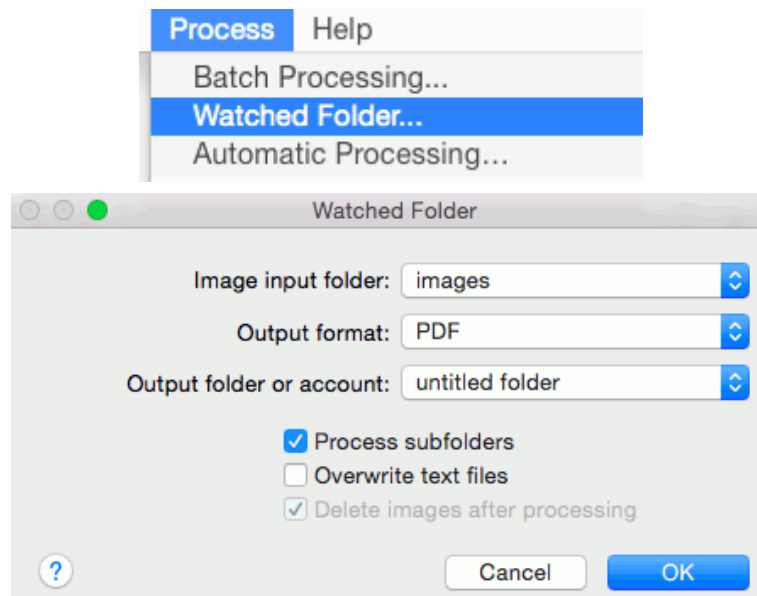 Process Help
Batch Processing...
Watched Folder...
Automatic Processing...
Watched Folder
Image input folder: images
Output format: PDF
Output folder or account: untitled folder
Process subfolders
Overwrite text files
Delete images after processing
? Cancel OK